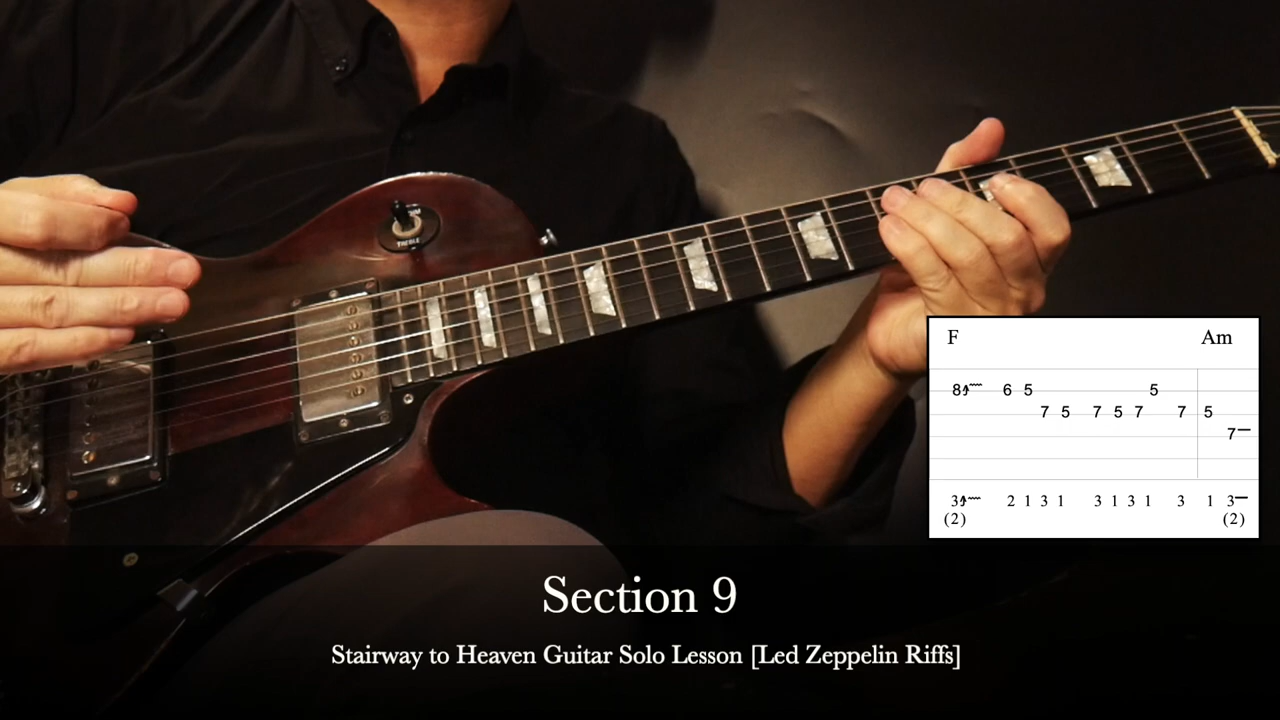 TREBLE
F Am
8 6 5 5
7 5 7 5 7 7 5
7
3 2 1 3 1 3 1 3 1 3 1 3
(2) (2)
Section 9
Stairway to Heaven Guitar Solo Lesson [Led Zeppelin Riffs]